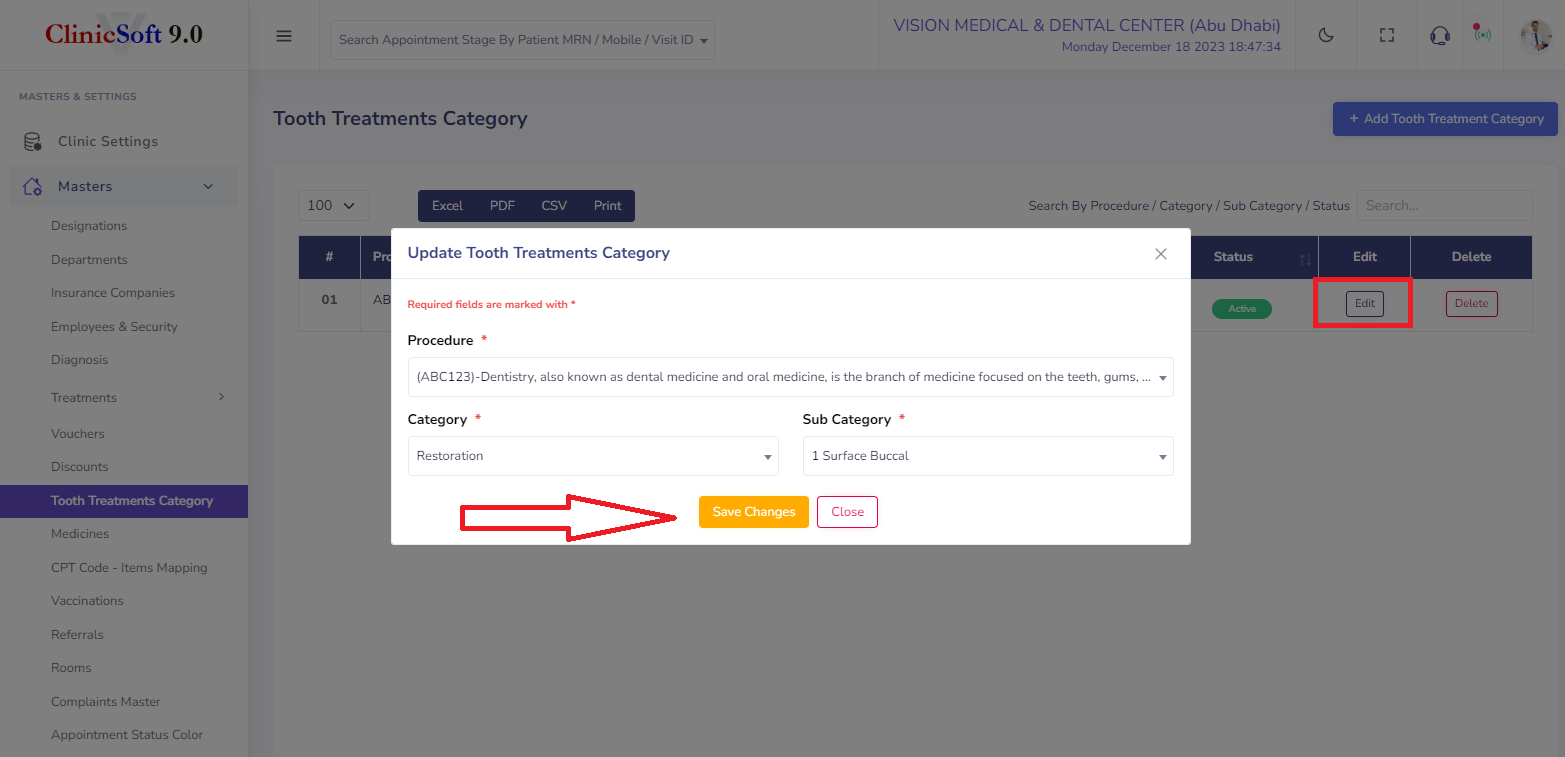 ClinicSoft 9.0
Search Appointment Stage By Patient MRN / Mobile / Visit ID
VISION MEDICAL & DENTAL CENTER (Abu Dhabi)
Monday December 18 2023 18:47:34
MASTERS & SETTINGS
Clinic Settings
Masters
Designations
Departments
Insurance Companies
Employees & Security
Diagnosis
Treatments
Vouchers
Discounts
Tooth Treatments Category
Medicines
CPT Code - Items Mapping
Vaccinations
Referrals
Rooms
Complaints Master
Appointment Status Color
Tooth Treatments Category
+ Add Tooth Treatment Category
100
Excel PDF CSV Print
Search By Procedure / Category / Sub Category / Status Search...
# Pro Status Edit Delete
01 AB Active Edit Delete
Update Tooth Treatments Category
Required fields are marked with *
Procedure *
(ABC123)-Dentistry, also known as dental medicine and oral medicine, is the branch of medicine focused on the teeth, gums, ...
Category * Sub Category *
Restoration 1 Surface Buccal
Save Changes Close